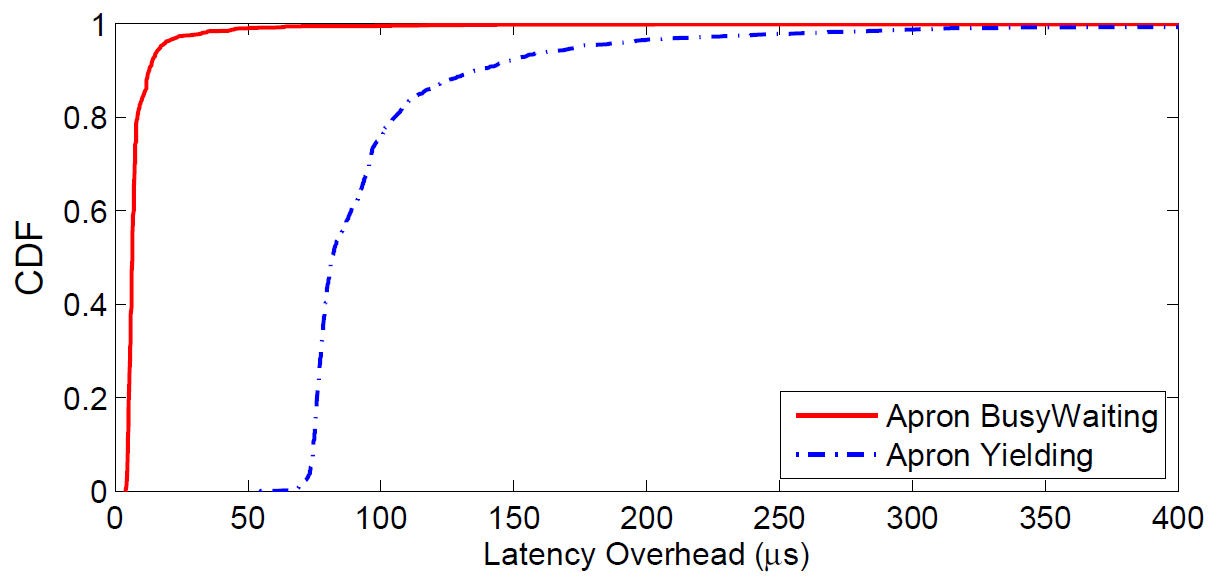 1
0.8
0.6
0.4
0.2
0
CDF
0 50 100 150 200 250 300 350 400
Latency Overhead (μs)
Apron BusyWaiting
Apron Yielding